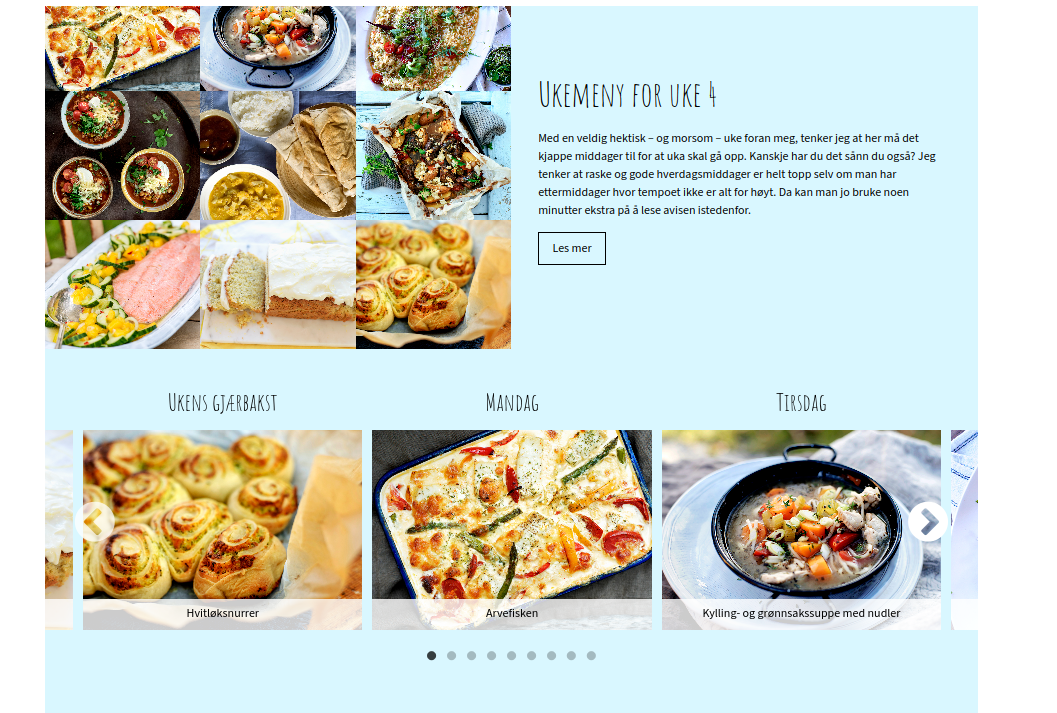 Ukemeny for uke 4
Med en veldig hektisk – og morsom – uke foran meg, tenker jeg at her må det
kjappe middager til for at uka skal gå opp. Kanskje har du det sånn du også? Jeg
tenker at raske og gode hverdagsmiddager er helt topp selv om man har
ettermiddager hvor tempoet ikke er alt for høyt. Da kan man jo bruke noen
minutter ekstra på å lese avisen istedenfor.
Les mer
Ukens gjærbakst
Mandag
Tirsdag
Hvitløksnurrer
Arvefisken
Kylling- og grønnsakssuppe med nudler